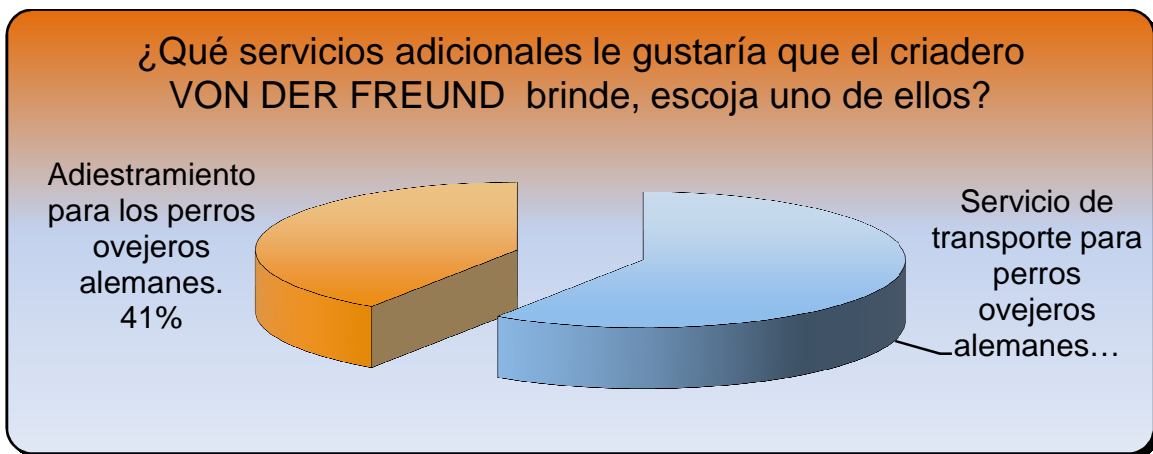 ¿Qué servicios adicionales le gustaría que el criadero
VON DER FREUND brinde, escoja uno de ellos?
Adiestramiento
para los perros
ovejeros
alemanes.
41%
Servicio de
transporte para
perros
ovejeros
alemanes…